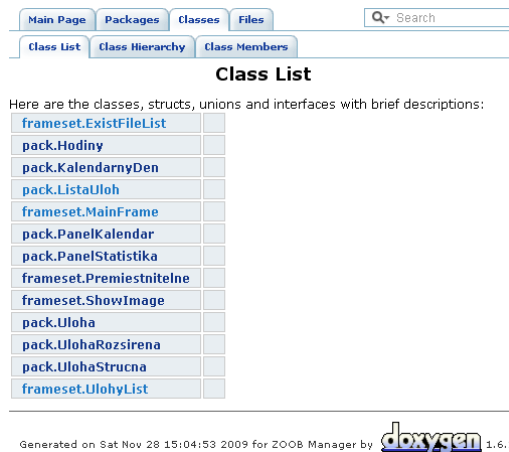 Main Page Packages Classes Files Search
Class List Class Hierarchy Class Members
Class List
Here are the classes, structs, unions and interfaces with brief descriptions:
frameset.ExistFileList
pack.Hodiny
pack.KalendarnyDen
pack.ListaUloh
frameset.MainFrame
pack.PanelKalendar
pack.PanelStatistika
frameset.Premiestnitelne
frameset.ShowImage
pack.Uloha
pack.UlohaRozsirena
pack.UlohaStrucna
frameset.UlohyList
Generated on Sat Nov 28 15:04:53 2009 for ZOOB Manager by doxygen 1.6.